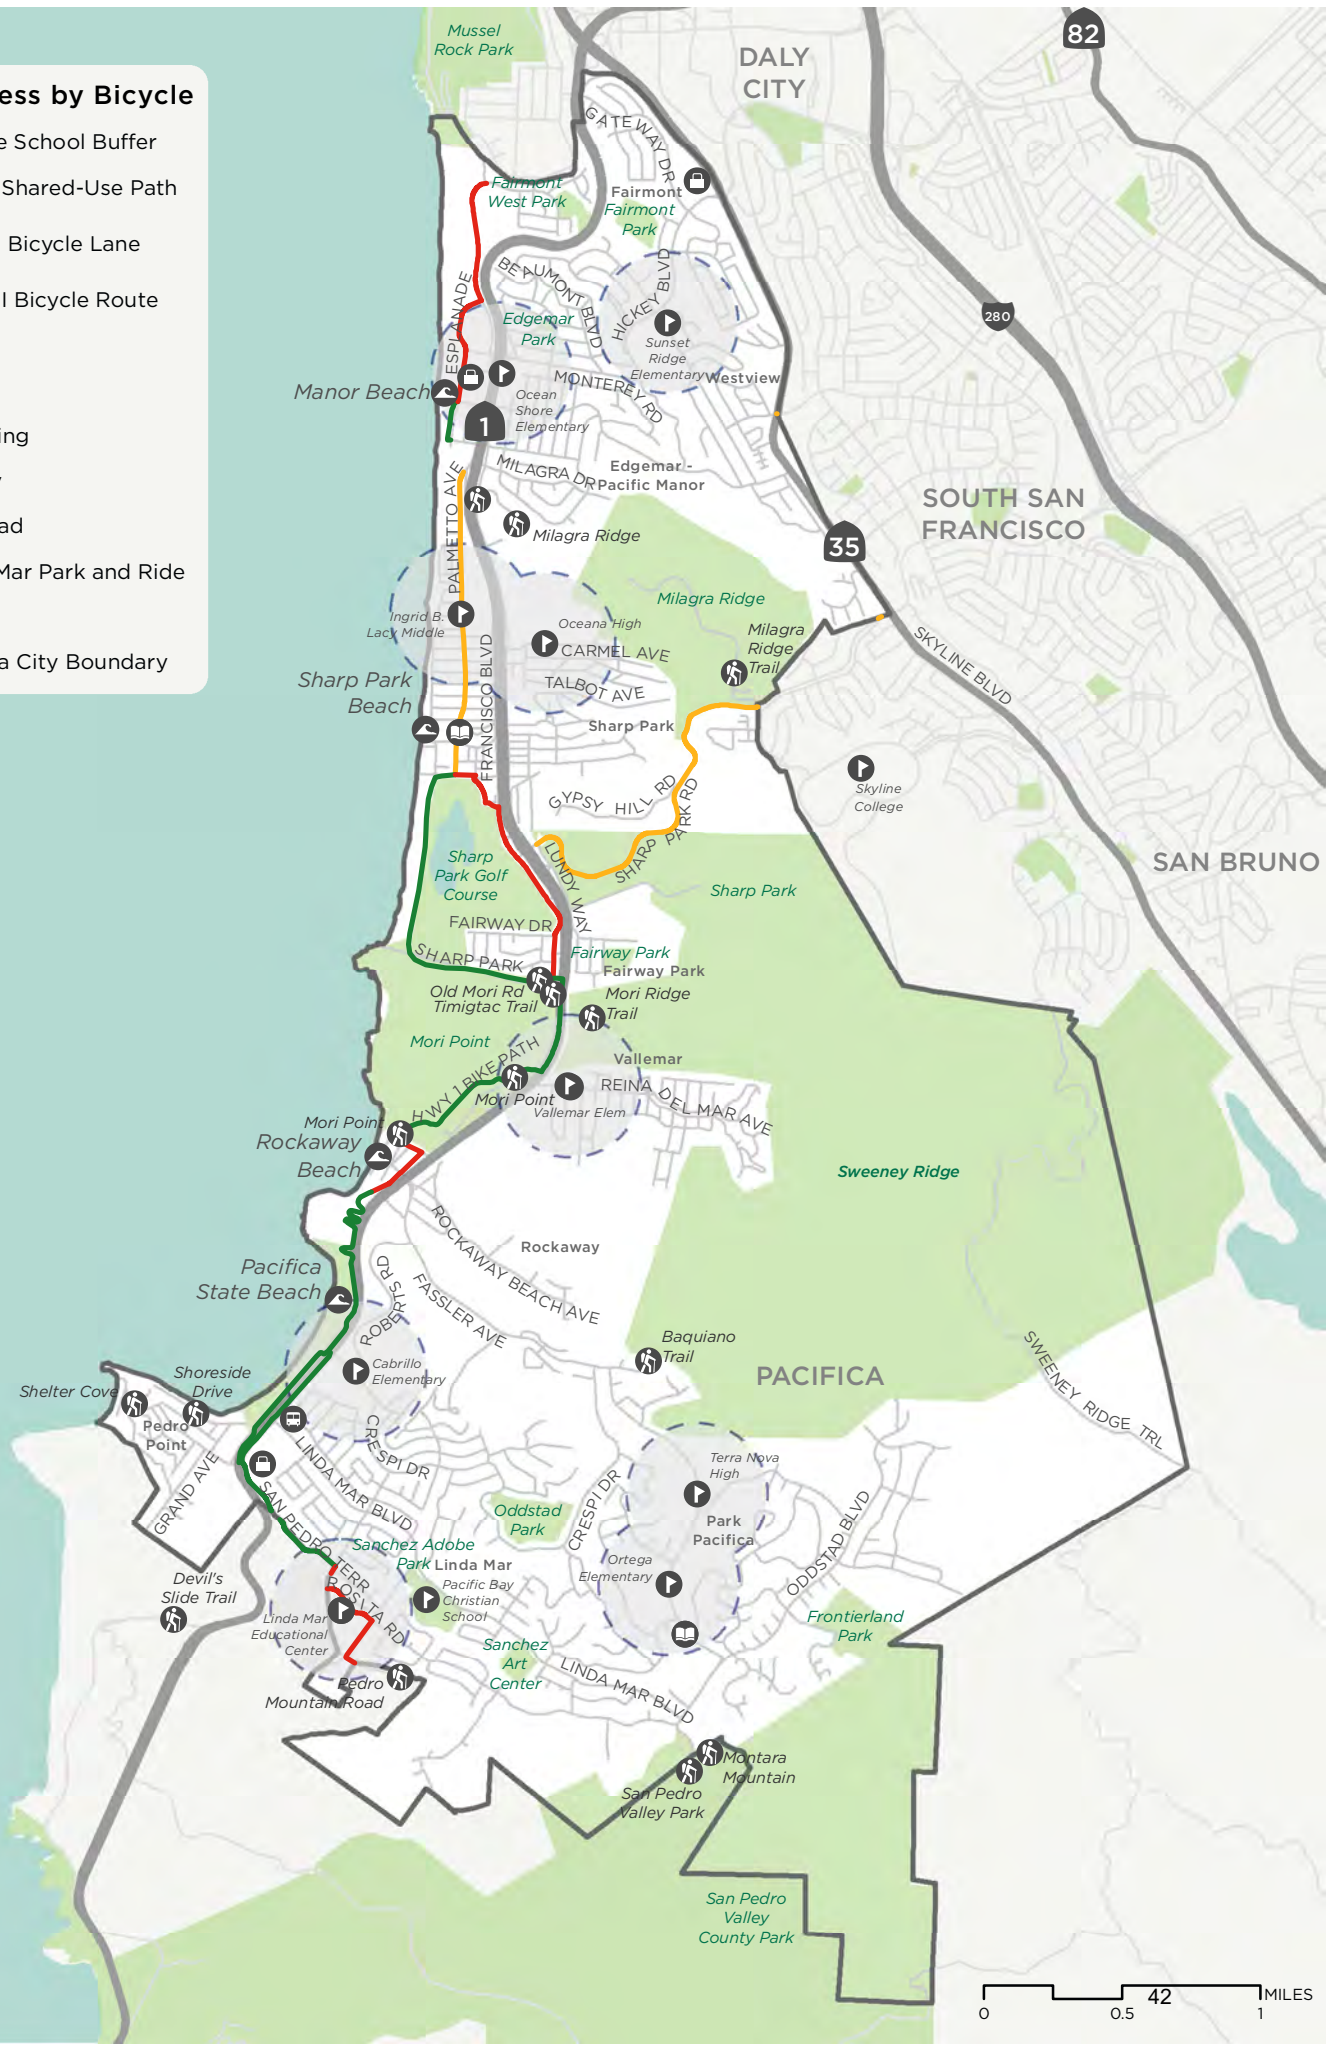 ess by Bicycle
e School Buffer
Shared-Use Path
Bicycle Lane
I Bicycle Route
ing
ad
Mar Park and Ride
a City Boundary
Mussel
Rock Park
DALY
CITY
82
GATEWAY DR
Fairmont
West Park
Fairmont
Fairmont
Park
BEAUMONT BLVD
HICKEY BLVD
ESPLANADE
Edgemar
Park
280
Sunset
Ridge
Elementary
Westview
Manor Beach
MONTEREY RD
Ocean
Shore
Elementary
1
MILAGRA DR
Edgemar -
Pacific Manor
PALMETTO AVE
SOUTH SAN
FRANCISCO
Milagra Ridge
35
Milagra Ridge
Ingrid B.
Lacy Middle
Oceana High
Milagra
Ridge
Trail
SKYLINE BLVD
CARMEL AVE
FRANCISCO BLVD
TALBOT AVE
Sharp Park
Beach
Sharp Park
Skyline
College
GYPSY HILL RD
SHARP PARK RD
LUNDY WAY
SAN BRUNO
Sharp
Park Golf
Course
Sharp Park
FAIRWAY DR
SHARP PARK
Fairway Park
Fairway Park
Old Mori Rd
Timigtac Trail
Mori Ridge
Trail
Mori Point
HWY 1 BIKE PATH
Vallemar
Mori Point
REINA DEL MAR AVE
Vallemar Elem
Mori Point
Rockaway
Beach
Sweeney Ridge
ROCKAWAY BEACH AVE
Rockaway
Pacifica
State Beach
ROBERTS RD
FASSLER AVE
Baquiano
Trail
SWEENEY RIDGE TRL
Cabrillo
Elementary
PACIFICA
Shelter Cove
Shoreside
Drive
Pedro
Point
GRAND AVE
CRESPI DR
LINDA MAR BLVD
Terra Nova
High
CRESPI DR
Oddstad
Park
Park
Pacifica
ODDSTAD BLVD
SAN PEDRO TERR
Sanchez Adobe
Park
Linda Mar
Ortega
Elementary
Devil's
Slide Trail
ROSITA RD
Pacific Bay
Christian
School
Linda Mar
Educational
Center
Frontierland
Park
Sanchez
Art
Center
LINDA MAR BLVD
Pedro
Mountain Road
Montara
Mountain
San Pedro
Valley Park
San Pedro
Valley
County Park
42
MILES
0
0.5
1